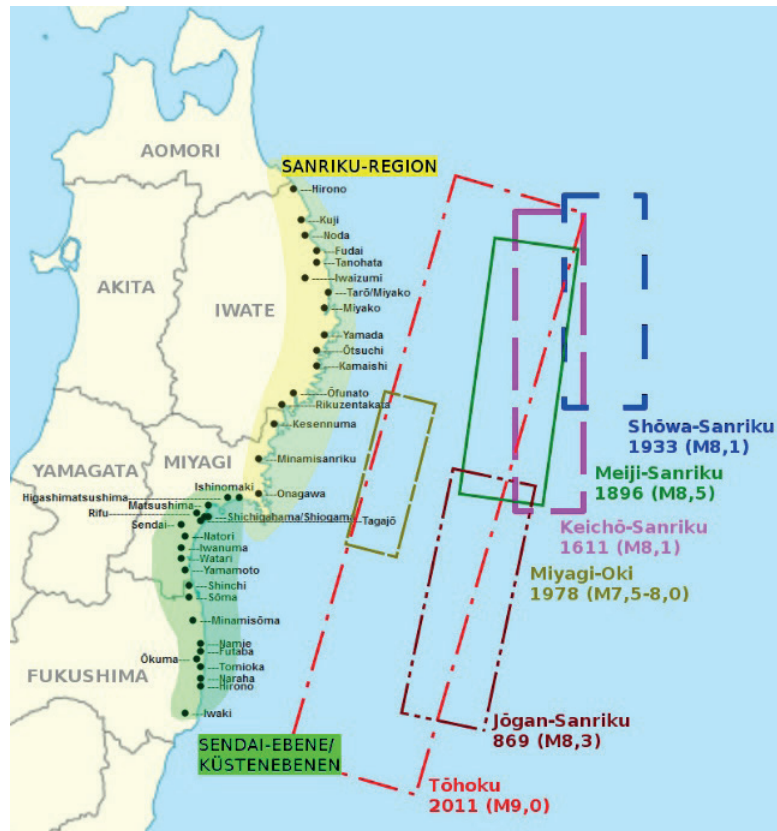 AOMORI
SANRIKU-REGION
Hirono
Kuji
Noda
Fudai
Tanohata
AKITA
Iwaizumi
IWATE
Tarō/Miyako
Miyako
Yamada
Ōtsuchi
Kamaishi
Ōfunato
Rikuzentakata
Kesennuma
Shōwa-Sanriku
1933 (M8,1)
YAMAGATA
MIYAGI
Minamisanriku
Meiji-Sanriku
1896 (M8,5)
Ishinomaki
Higashimatsushima
Onagawa
Matsushima
Rifu
Shichigahama/Shiogama
Tagajō
Sendai
Keichō-Sanriku
1611 (M8,1)
Natori
Iwanuma
Watari
Yamamoto
Miyagi-Oki
1978 (M7,5-8,0)
Shinchi
Sōma
Minamisōma
Namie
Futaba
Ōkuma
FUKUSHIMA
Tomioka
Naraha
Hirono
Iwaki
Jōgan-Sanriku
869 (M8,3)
SENDAI-EBENE/
KÜSTENEBENEN
Tōhoku
2011 (M9,0)